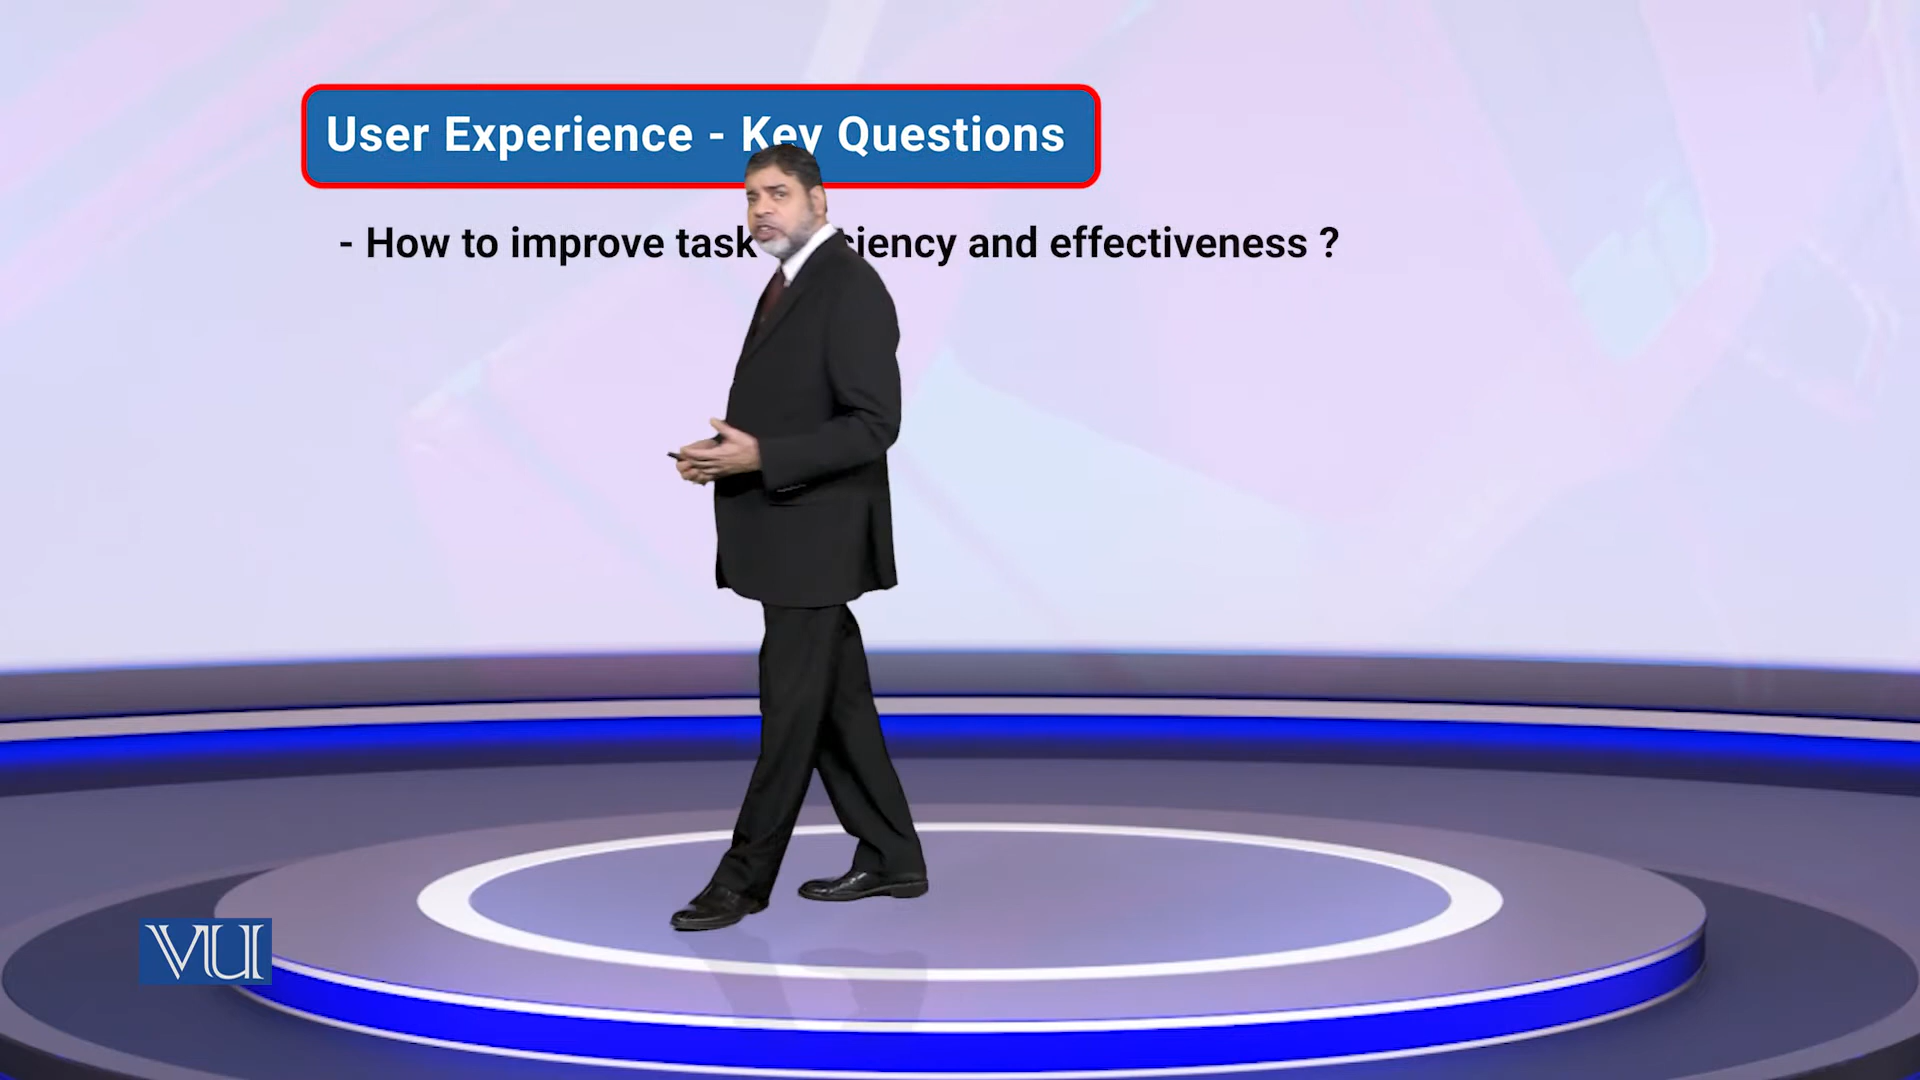 User Experience - Key Questions
- How to improve task and effectiveness ?
VU